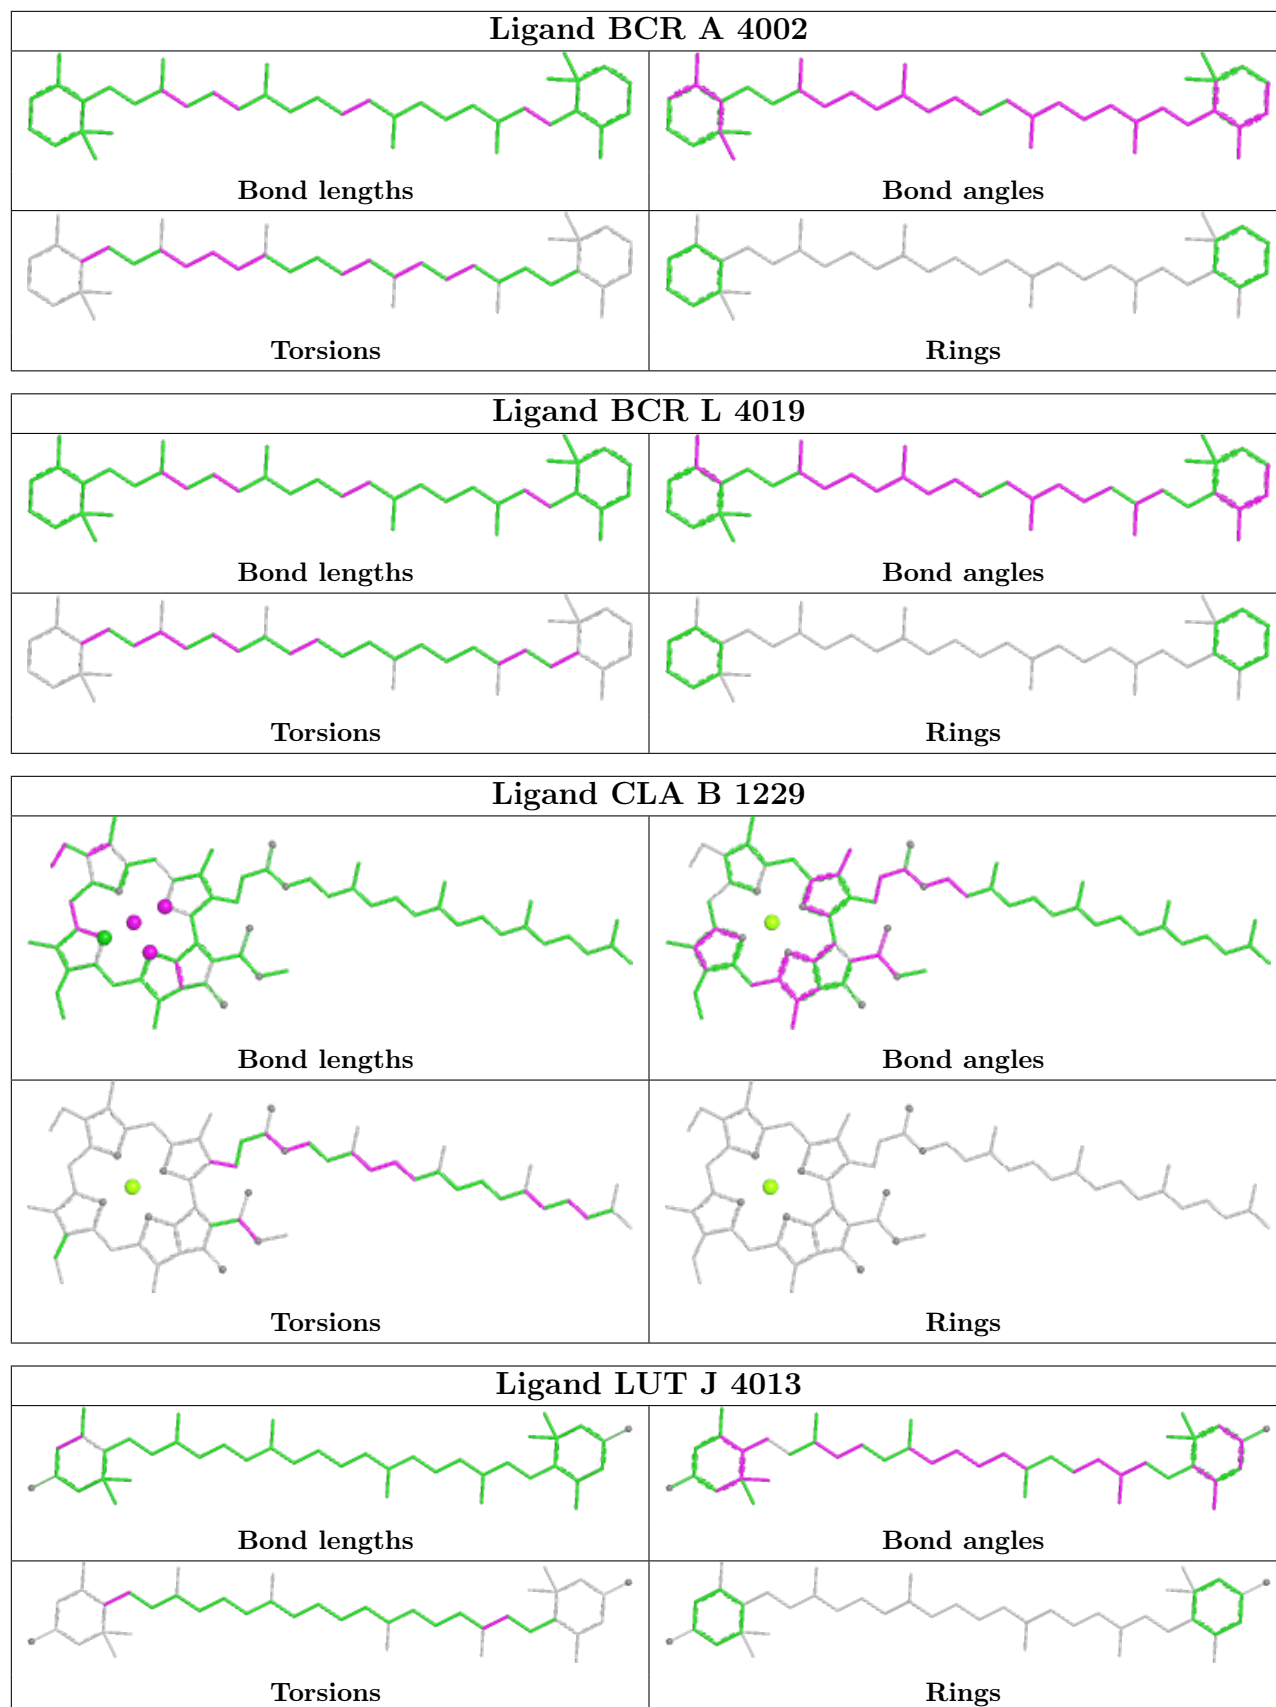 Ligand BCR A 4002
Bond lengths
Bond angles
Torsions
Rings
Ligand BCR L 4019
Bond lengths
Bond angles
Torsions
Rings
Ligand CLA B 1229
Bond lengths
Bond angles
Torsions
Rings
Ligand LUT J 4013
Bond lengths
Bond angles
Torsions
Rings